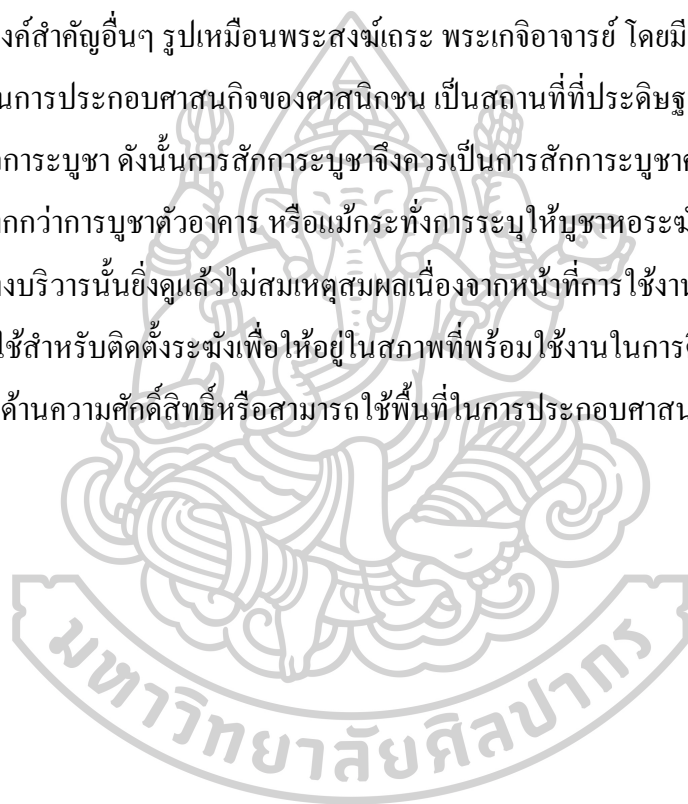 งค์สำคัญอื่นๆ รูปเหมือนพระสงฆ์เถระ พระเกจิอาจารย์ โดยมี
นการประกอบศาสนกิจของศาสนิกชน เป็นสถานที่ที่ประดิษฐ
การะบูชา ดังนั้นการสักการะบูชาจึงควรเป็นการสักการะบูชา
กกว่าการบูชาตัวอาคาร หรือแม้กระทั่งการระบุให้บูชาหอระฆั
งบริวารนั้นยิ่งดูแล้วไม่สมเหตุสมผลเนื่องจากหน้าที่การใช้งาน
ใช้สำหรับติดตั้งระฆังเพื่อให้อยู่ในสภาพที่พร้อมใช้งานในการ
ด้านความศักดิ์สิทธิ์หรือสามารถใช้พื้นที่ในการประกอบศาสน
มหาวิทยาลัยศิลปากร